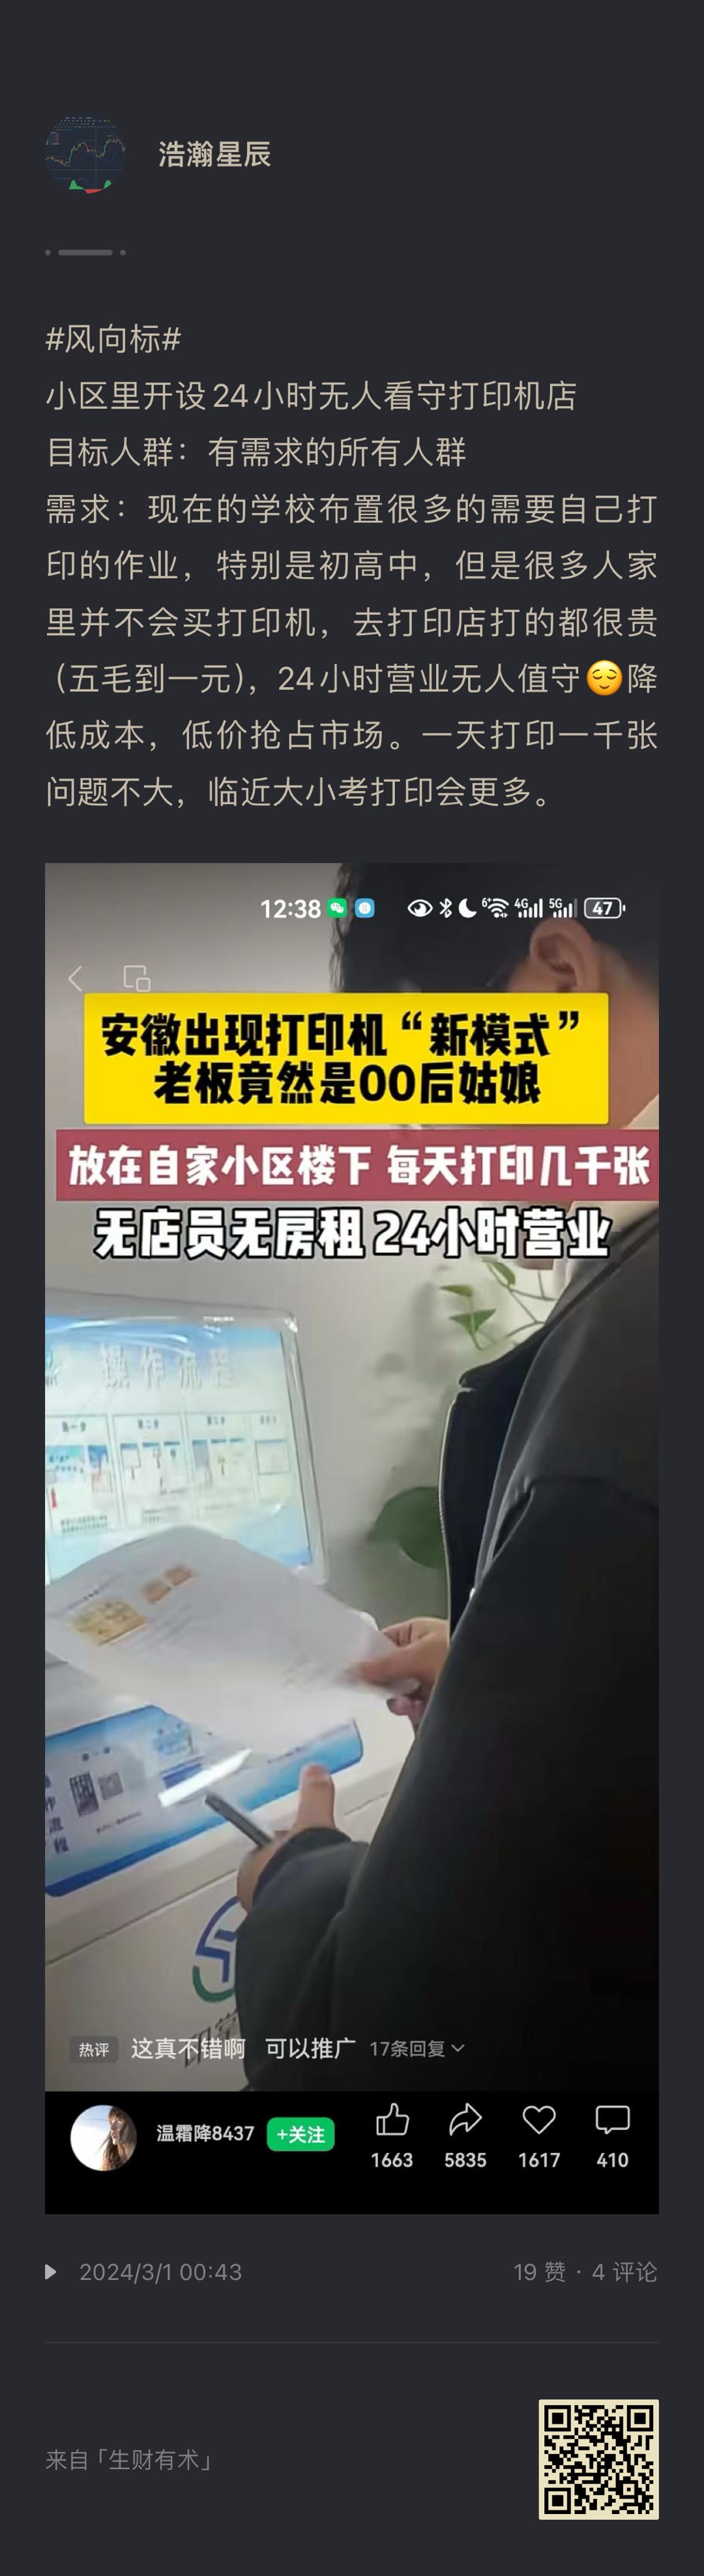 浩瀚星辰
#风向标#
小区里开设24小时无人看守打印机店
目标人群：有需求的所有人群
需求：现在的学校布置很多的需要自己打
印的作业，特别是初高中，但是很多人家
里并不会买打印机，去打印店打的都很贵
（五毛到一元），24小时营业无人值守😌降
低成本，低价抢占市场。一天打印一千张
问题不大，临近大小考打印会更多。
12:38
6+
4G
5G
47
安徽出现打印机“新模式”
老板竟然是00后姑娘
放在自家小区楼下 每天打印几千张
无店员无房租 24小时营业
操作流程
第一步
第二步
第三步
热评 这真不错啊 可以推广 17条回复
温霜降8437 +关注
1663 5835 1617 410
2024/3/1 00:43 19 赞 · 4 评论
来自「生财有术」